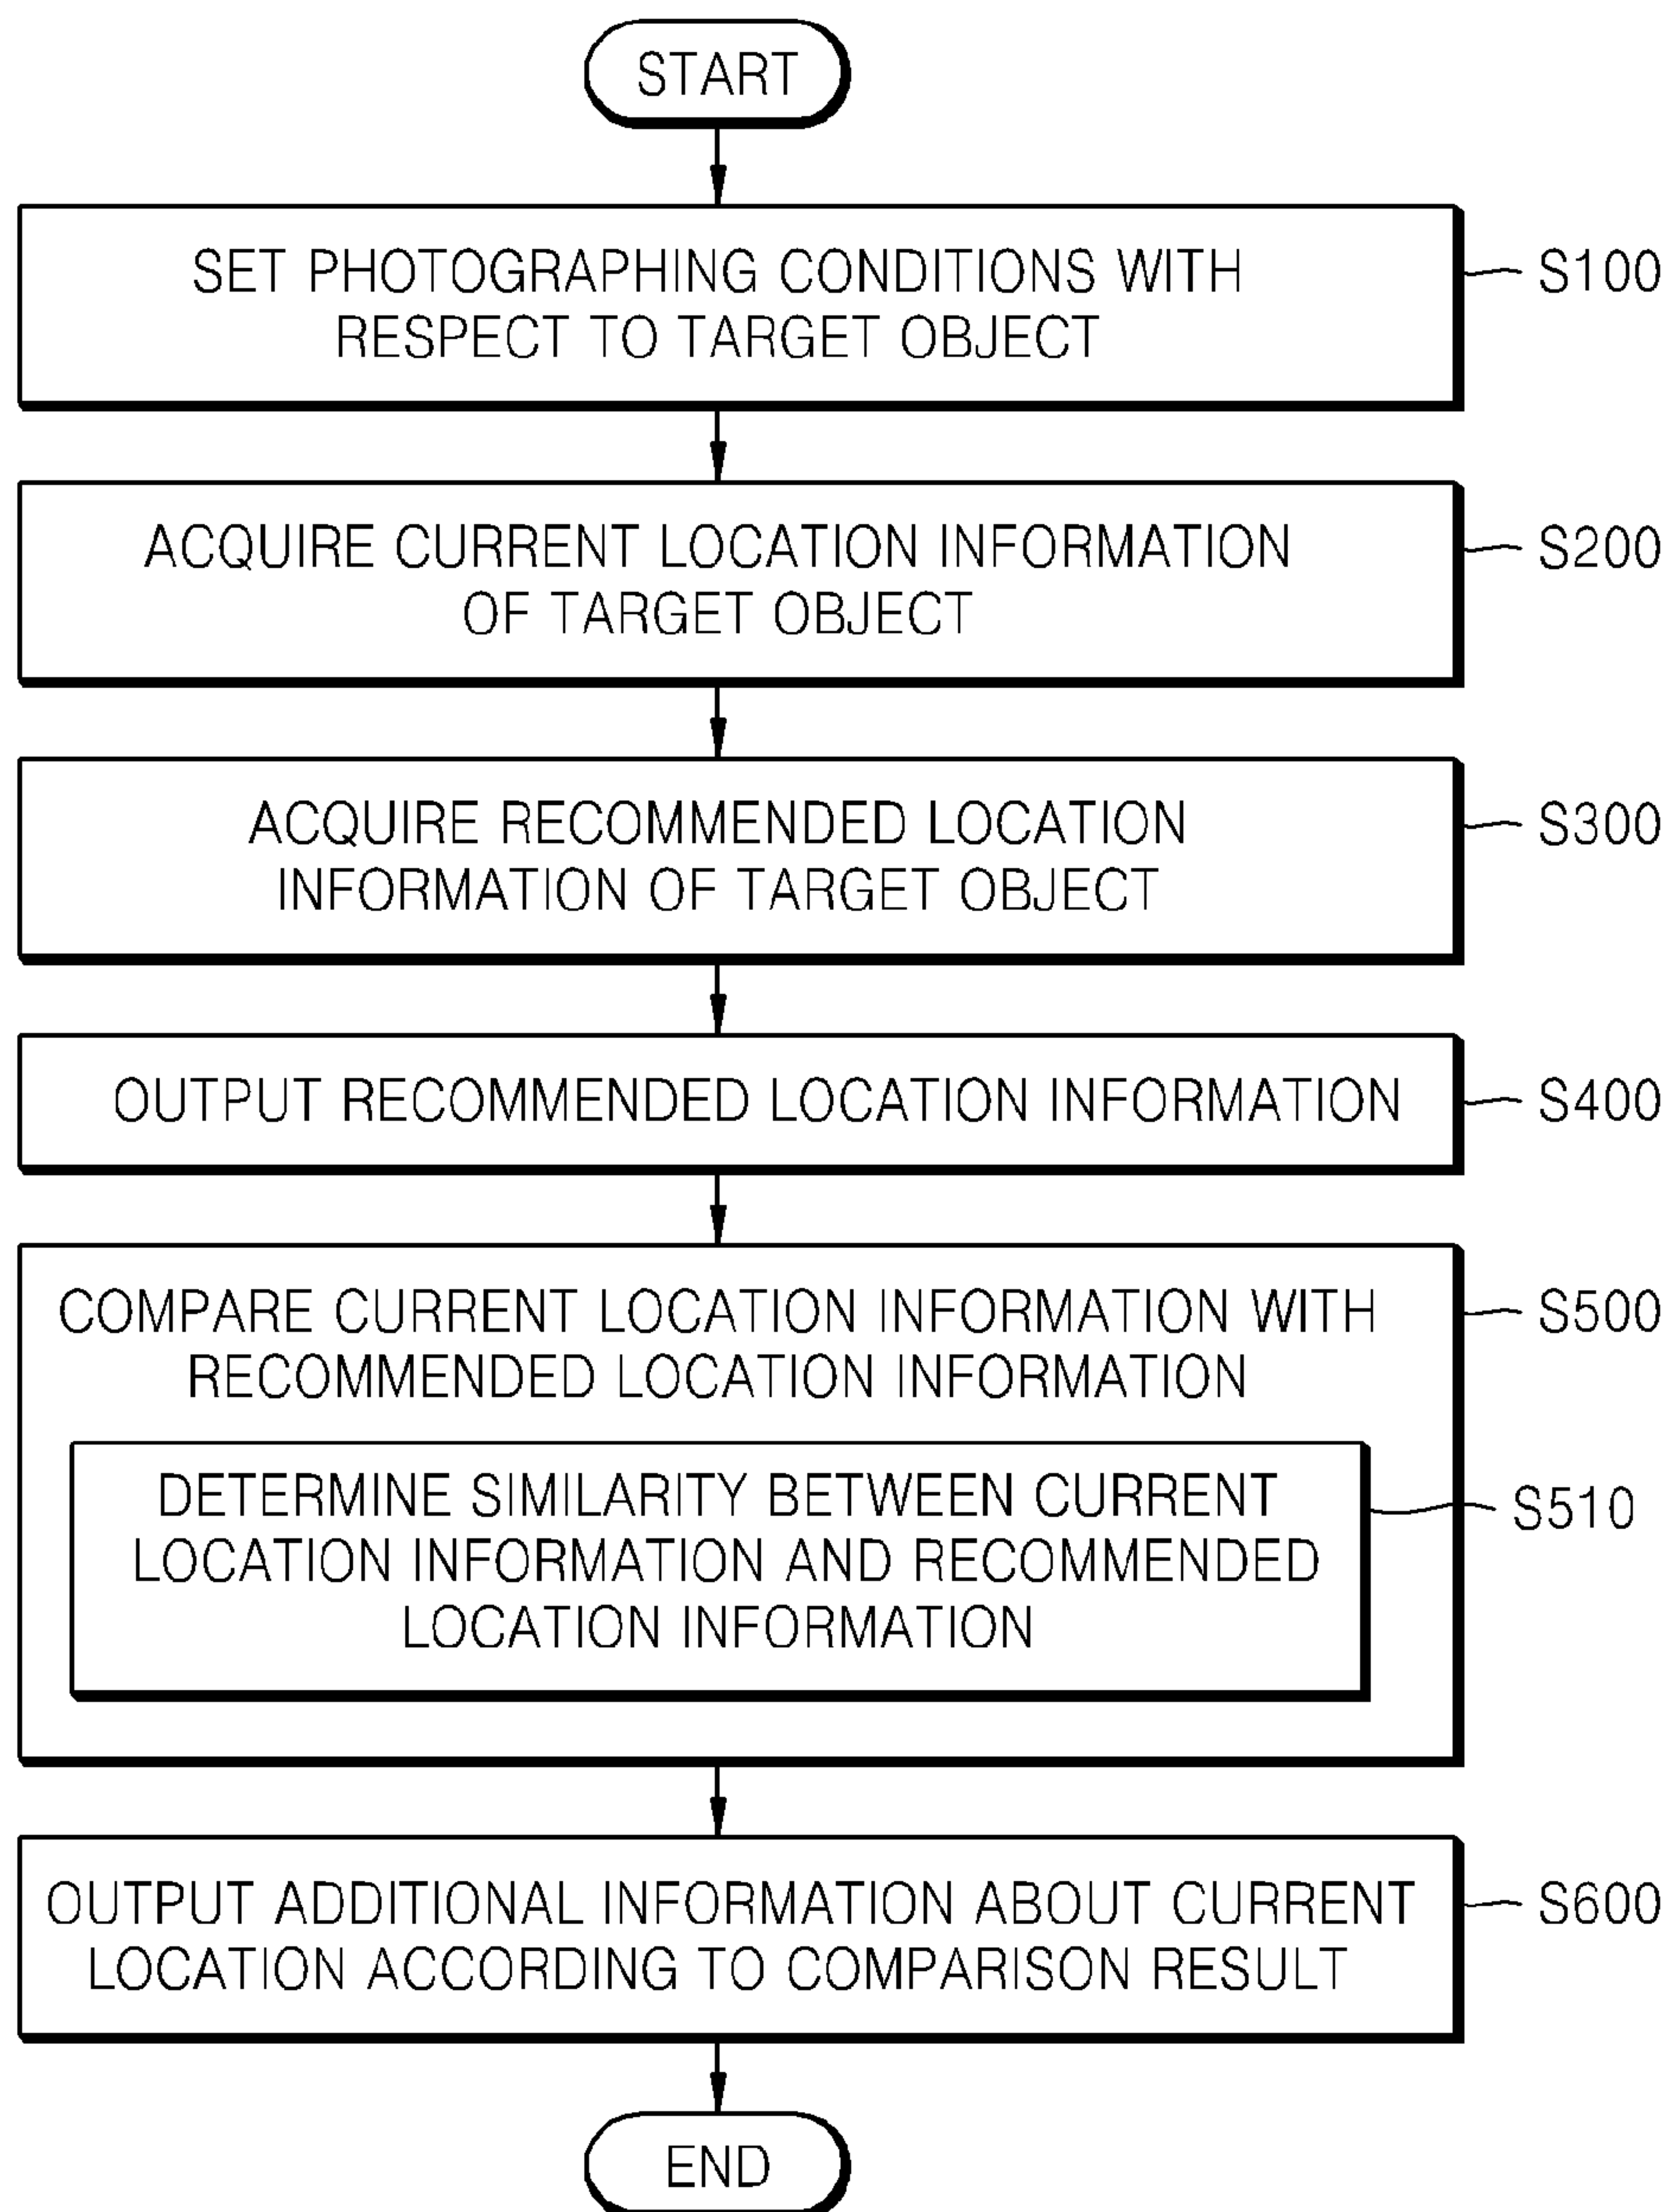 START
SET PHOTOGRAPHING CONDITIONS WITH
RESPECT TO TARGET OBJECT
S100
ACQUIRE CURRENT LOCATION INFORMATION
OF TARGET OBJECT
S200
ACQUIRE RECOMMENDED LOCATION
INFORMATION OF TARGET OBJECT
S300
OUTPUT RECOMMENDED LOCATION INFORMATION
S400
COMPARE CURRENT LOCATION INFORMATION WITH
RECOMMENDED LOCATION INFORMATION
S500
DETERMINE SIMILARITY BETWEEN CURRENT
LOCATION INFORMATION AND RECOMMENDED
LOCATION INFORMATION
S510
OUTPUT ADDITIONAL INFORMATION ABOUT CURRENT
LOCATION ACCORDING TO COMPARISON RESULT
S600
END